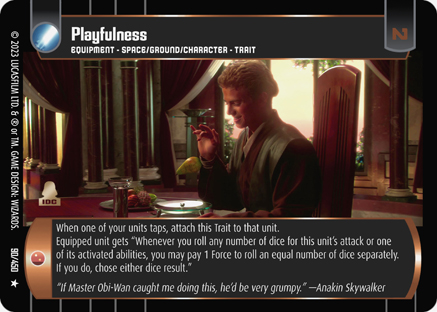 Playfulness
EQUIPMENT - SPACE/GROUND/CHARACTER - TRAIT
N
© 2023 LUCASFILM LTD. & ® or TM. GAME DESIGN: WIZARDS.
90/450
IDC
When one of your units taps, attach this Trait to that unit.
Equipped unit gets "Whenever you roll any number of dice for this unit's attack or one
of its activated abilities, you may pay 1 Force to roll an equal number of dice separately.
If you do, chose either dice result."
"If Master Obi-Wan caught me doing this, he'd be very grumpy." —Anakin Skywalker